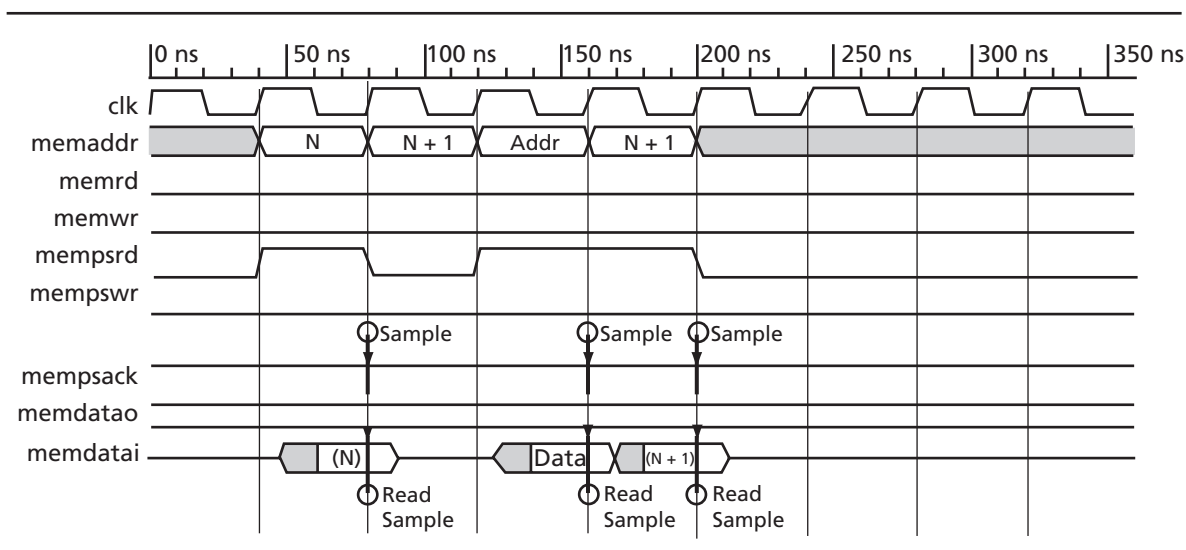 0 ns 50 ns 100 ns 150 ns 200 ns 250 ns 300 ns 350 ns
clk
memaddr N N + 1 Addr N + 1
memrd
memwr
mempsrd
mempswr
Sample Sample Sample
mempsack
memdatao
memdatai (N) Data (N + 1)
Read Read Read
Sample Sample Sample